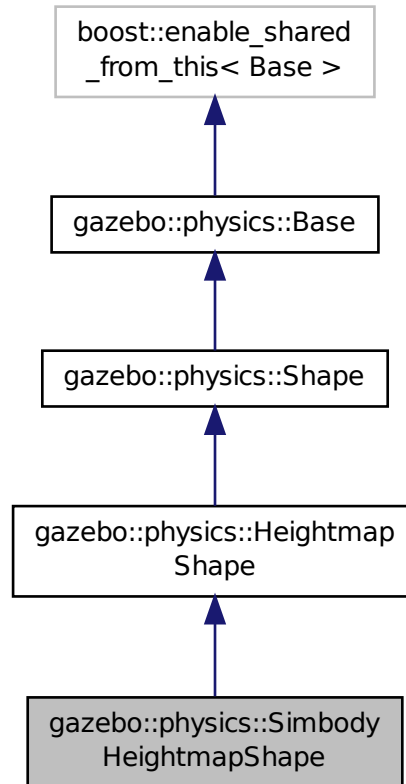 boost::enable_shared
_from_this< Base >
gazebo::physics::Base
gazebo::physics::Shape
gazebo::physics::Heightmap
Shape
gazebo::physics::Simbody
HeightmapShape